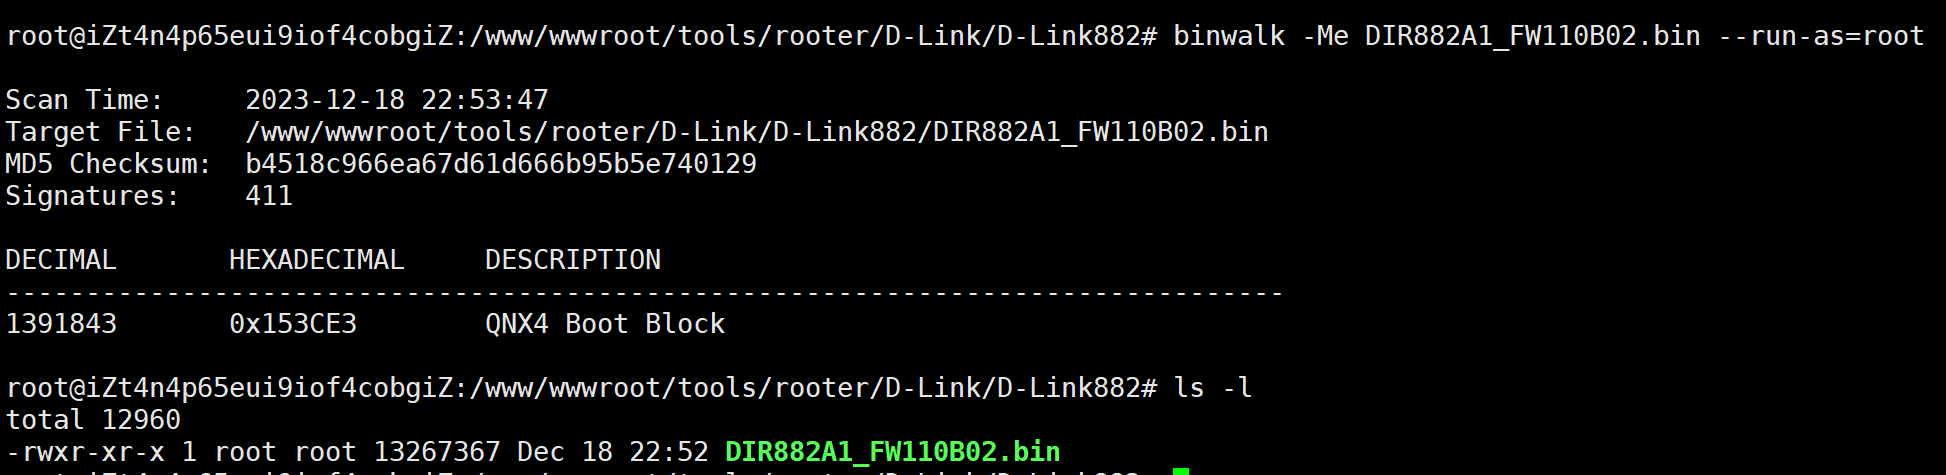 root@iZt4n4p65eui9iof4cobgiZ:/www/wwwroot/tools/rooter/D-Link/D-Link882# binwalk -Me DIR882A1_FW110B02.bin --run-as=root
Scan Time:     2023-12-18 22:53:47
Target File:   /www/wwwroot/tools/rooter/D-Link/D-Link882/DIR882A1_FW110B02.bin
MD5 Checksum:  b4518c966ea67d61d666b95b5e740129
Signatures:    411
DECIMAL       HEXADECIMAL     DESCRIPTION
--------------------------------------------------------------------------------
1391843       0x153CE3        QNX4 Boot Block
root@iZt4n4p65eui9iof4cobgiZ:/www/wwwroot/tools/rooter/D-Link/D-Link882# ls -l
total 12960
-rwxr-xr-x 1 root root 13267367 Dec 18 22:52 DIR882A1_FW110B02.bin